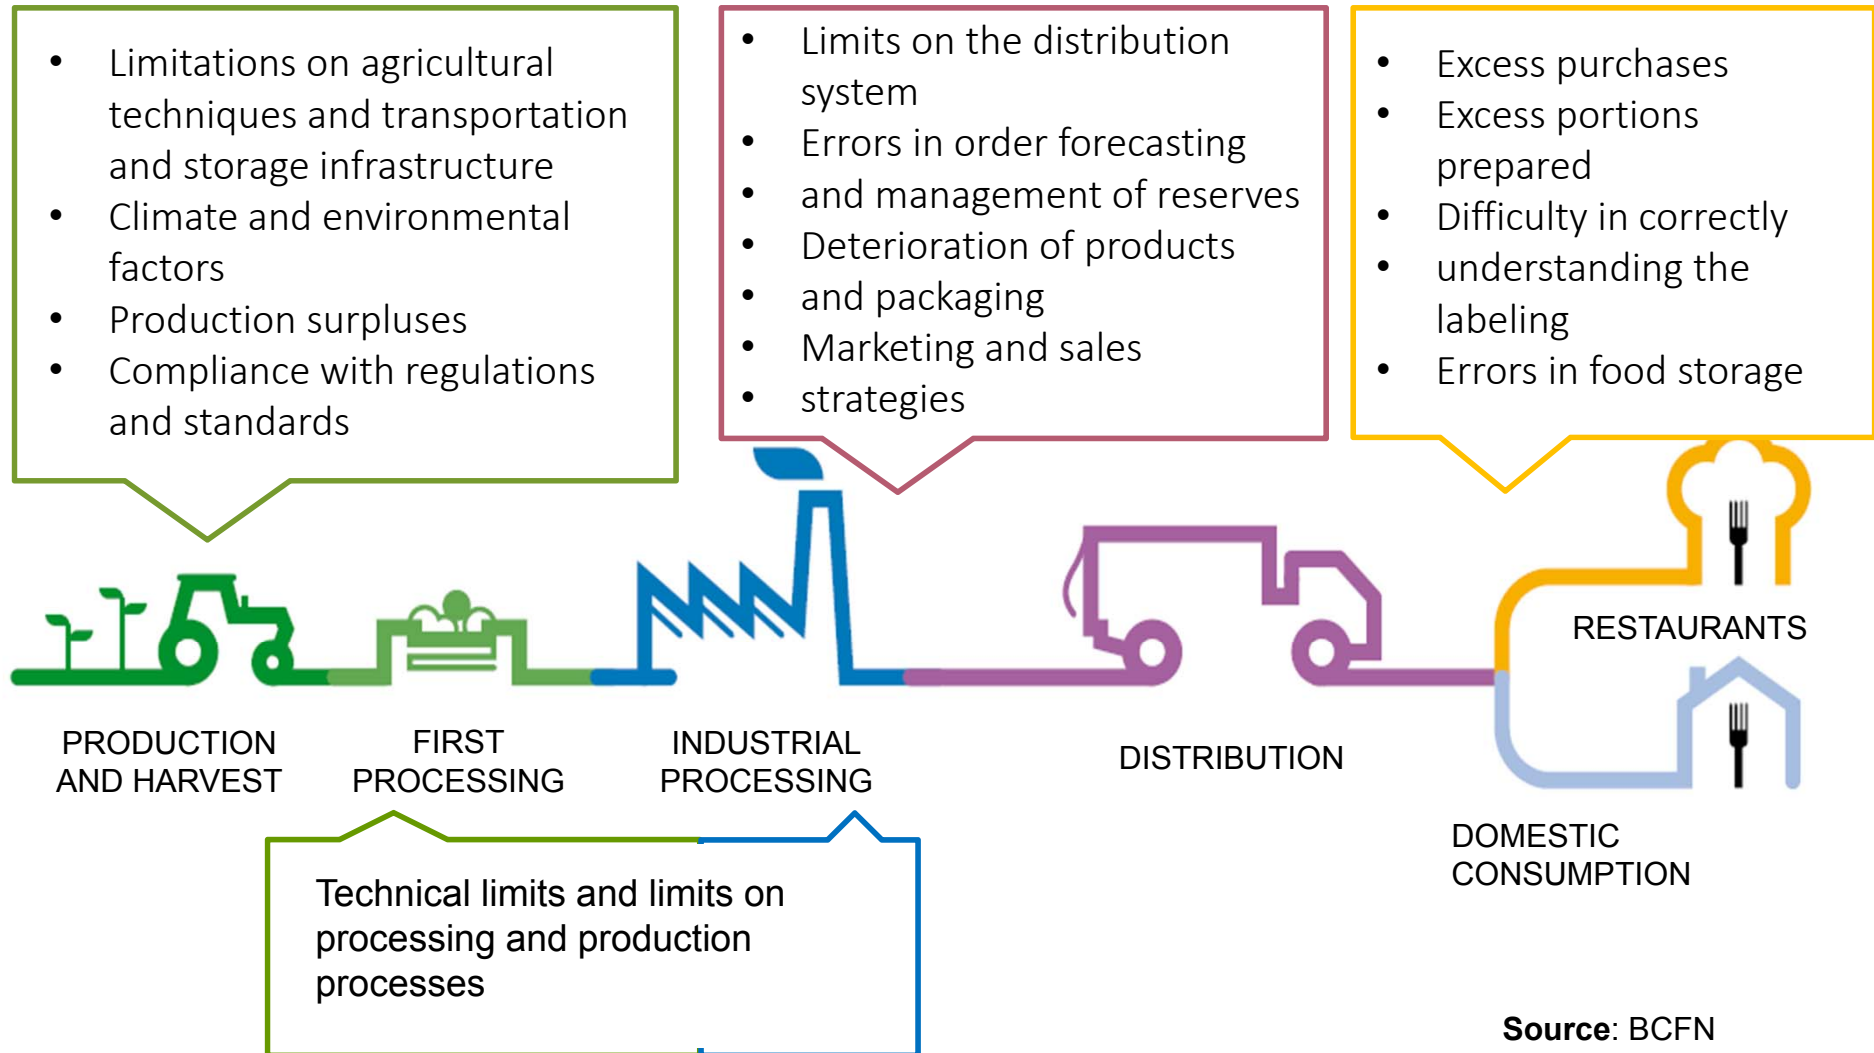 • Limitations on agricultural
techniques and transportation
and storage infrastructure
• Climate and environmental
factors
• Production surpluses
• Compliance with regulations
and standards
• Limits on the distribution
system
• Errors in order forecasting
• and management of reserves
• Deterioration of products
• and packaging
• Marketing and sales
• strategies
• Excess purchases
• Excess portions
prepared
• Difficulty in correctly
• understanding the
labeling
• Errors in food storage
PRODUCTION
AND HARVEST
FIRST
PROCESSING
INDUSTRIAL
PROCESSING
DISTRIBUTION
RESTAURANTS
DOMESTIC
CONSUMPTION
Technical limits and limits on
processing and production
processes
Source: BCFN